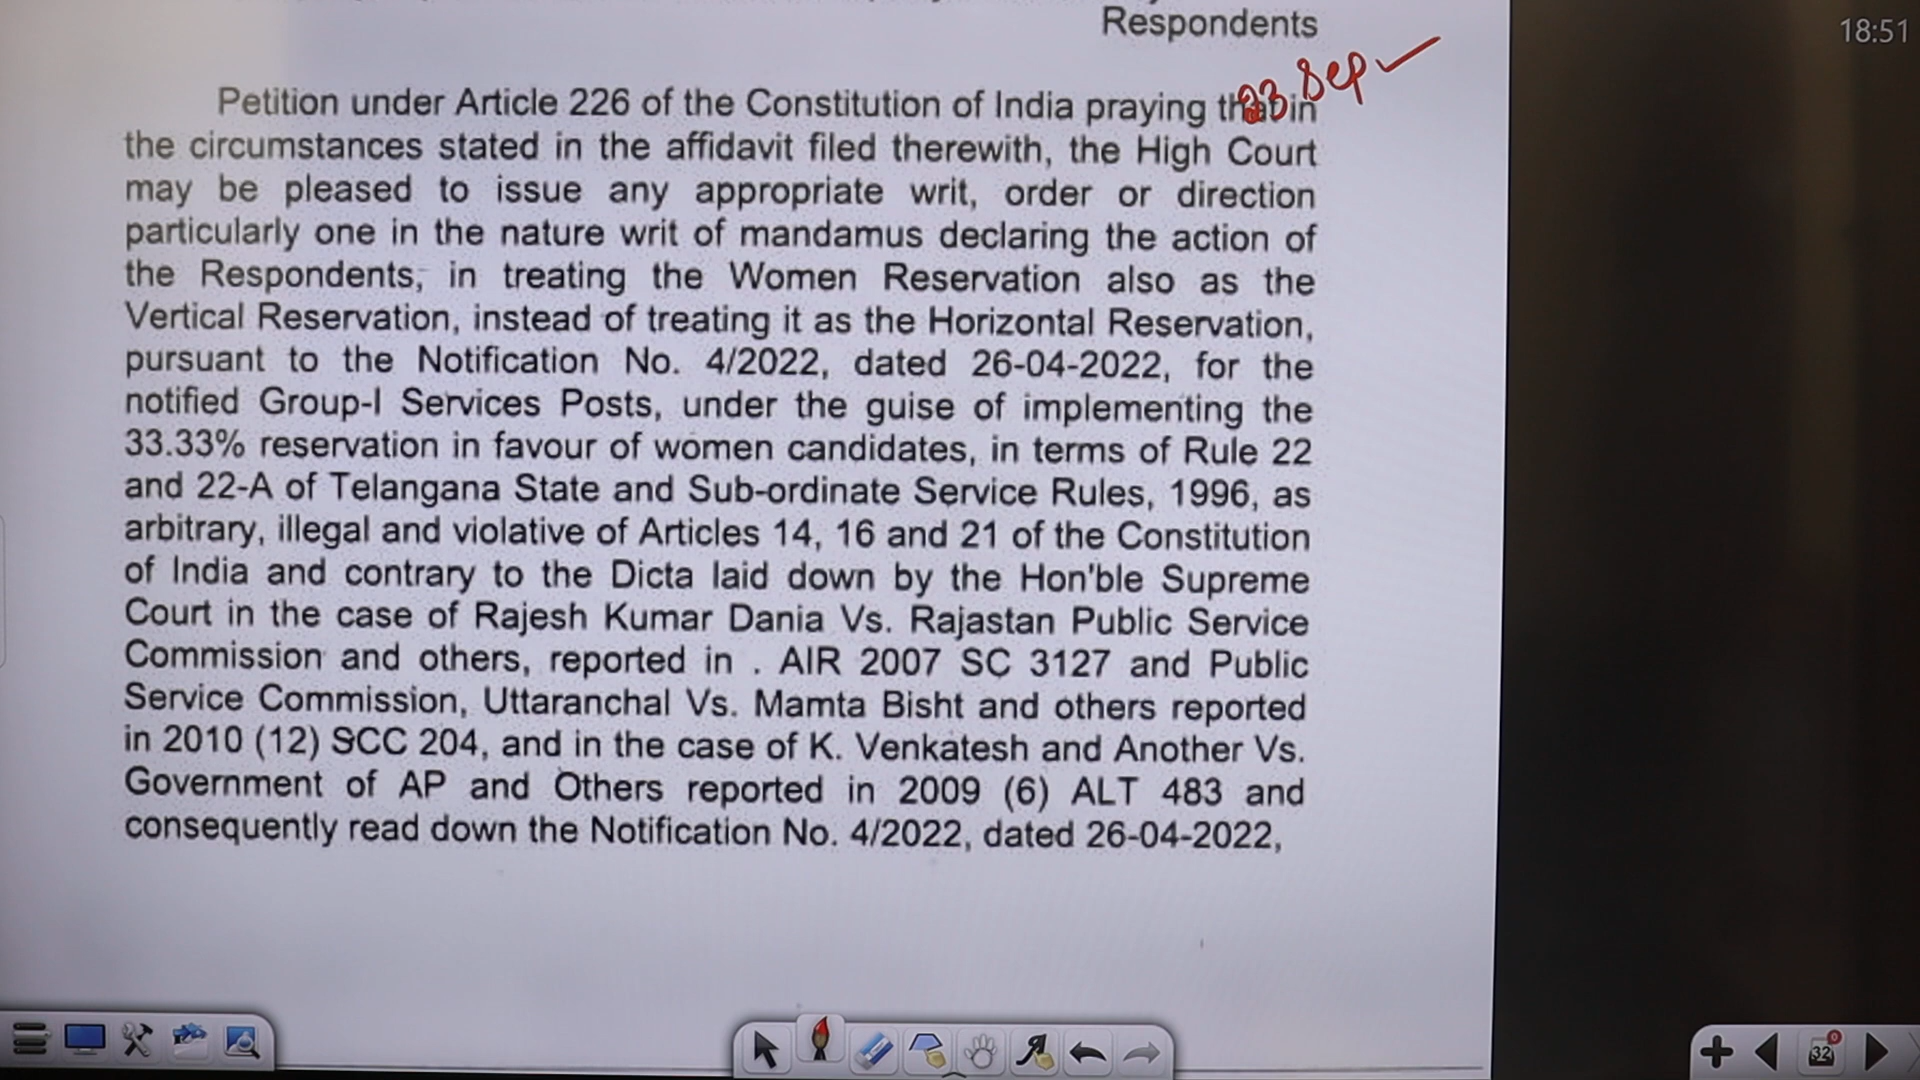 Respondents
18:51
23 Sep
Petition under Article 226 of the Constitution of India praying that in
the circumstances stated in the affidavit filed therewith, the High Court
may be pleased to issue any appropriate writ, order or direction
particularly one in the nature writ of mandamus declaring the action of
the Respondents, in treating the Women Reservation also as the
Vertical Reservation, instead of treating it as the Horizontal Reservation,
pursuant to the Notification No. 4/2022, dated 26-04-2022, for the
notified Group-I Services Posts, under the guise of implementing the
33.33% reservation in favour of women candidates, in terms of Rule 22
and 22-A of Telangana State and Sub-ordinate Service Rules, 1996, as
arbitrary, illegal and violative of Articles 14, 16 and 21 of the Constitution
of India and contrary to the Dicta laid down by the Hon'ble Supreme
Court in the case of Rajesh Kumar Dania Vs. Rajastan Public Service
Commission and others, reported in . AIR 2007 SC 3127 and Public
Service Commission, Uttaranchal Vs. Mamta Bisht and others reported
in 2010 (12) SCC 204, and in the case of K. Venkatesh and Another Vs.
Government of AP and Others reported in 2009 (6) ALT 483 and
consequently read down the Notification No. 4/2022, dated 26-04-2022,
32